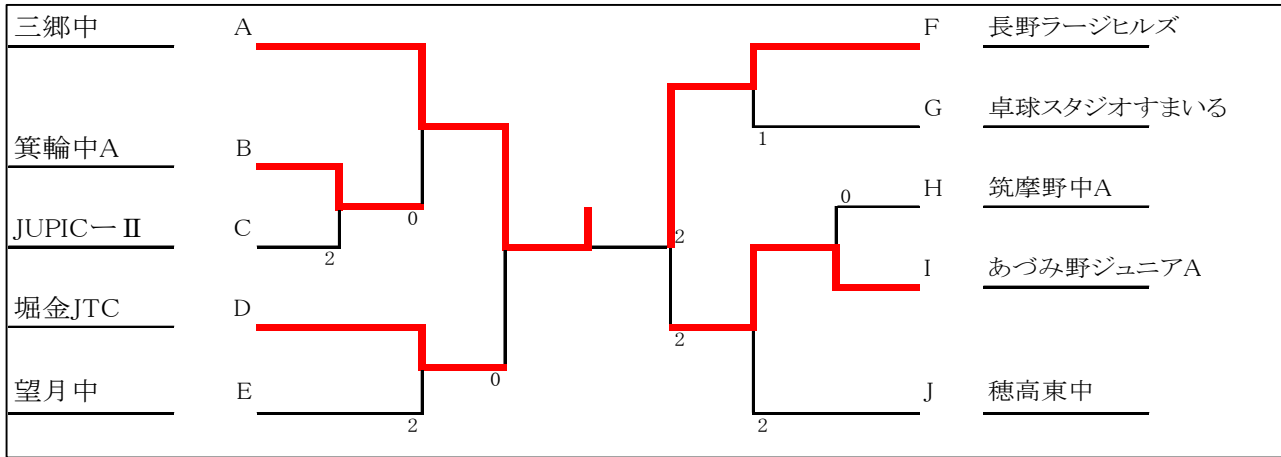 三郷中 A F 長野ラージヒルズ
G 卓球スタジオすまいる
1
箕輪中A B
H 筑摩野中A
0
0
JUPICーⅡ C
2
2
I あづみ野ジュニアA
堀金JTC D
2
0
望月中 E J 穂高東中
2 2